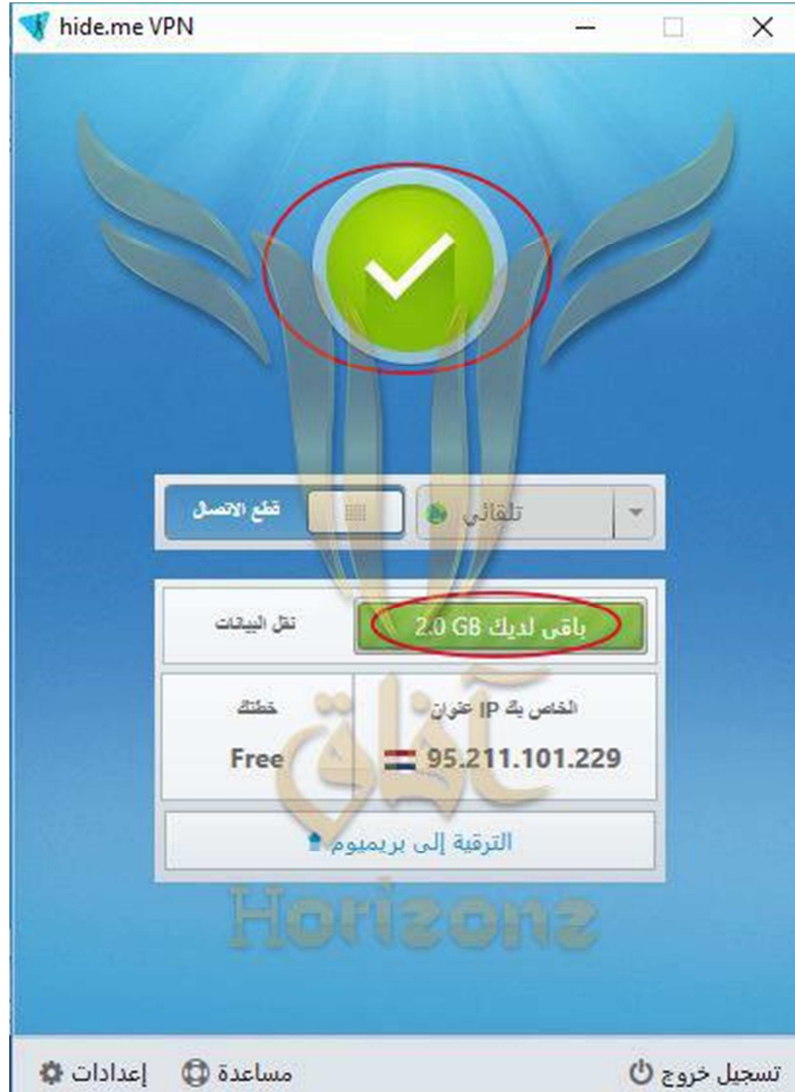 hide.me VPN
قطع الاتصال
تلقائي
نقل البيانات
باقى لديك 2.0 GB
خطتك
الخاص بك IP عنوان
Free
95.211.101.229
الترقية إلى بريميوم
آفاق
Horizonz
إعدادات
مساعدة
تسجيل خروج